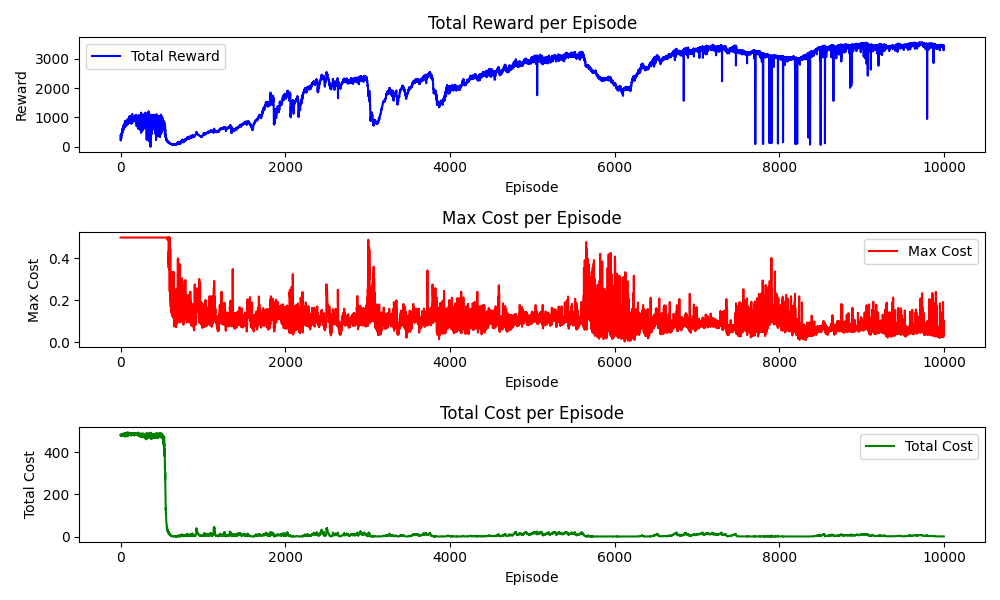 Total Reward per Episode
Total Reward
Reward
3000
2000
1000
0
0 2000 4000 6000 8000 10000
Episode
Max Cost per Episode
Max Cost
Max Cost
0.4
0.2
0.0
0 2000 4000 6000 8000 10000
Episode
Total Cost per Episode
Total Cost
Total Cost
400
200
0
0 2000 4000 6000 8000 10000
Episode